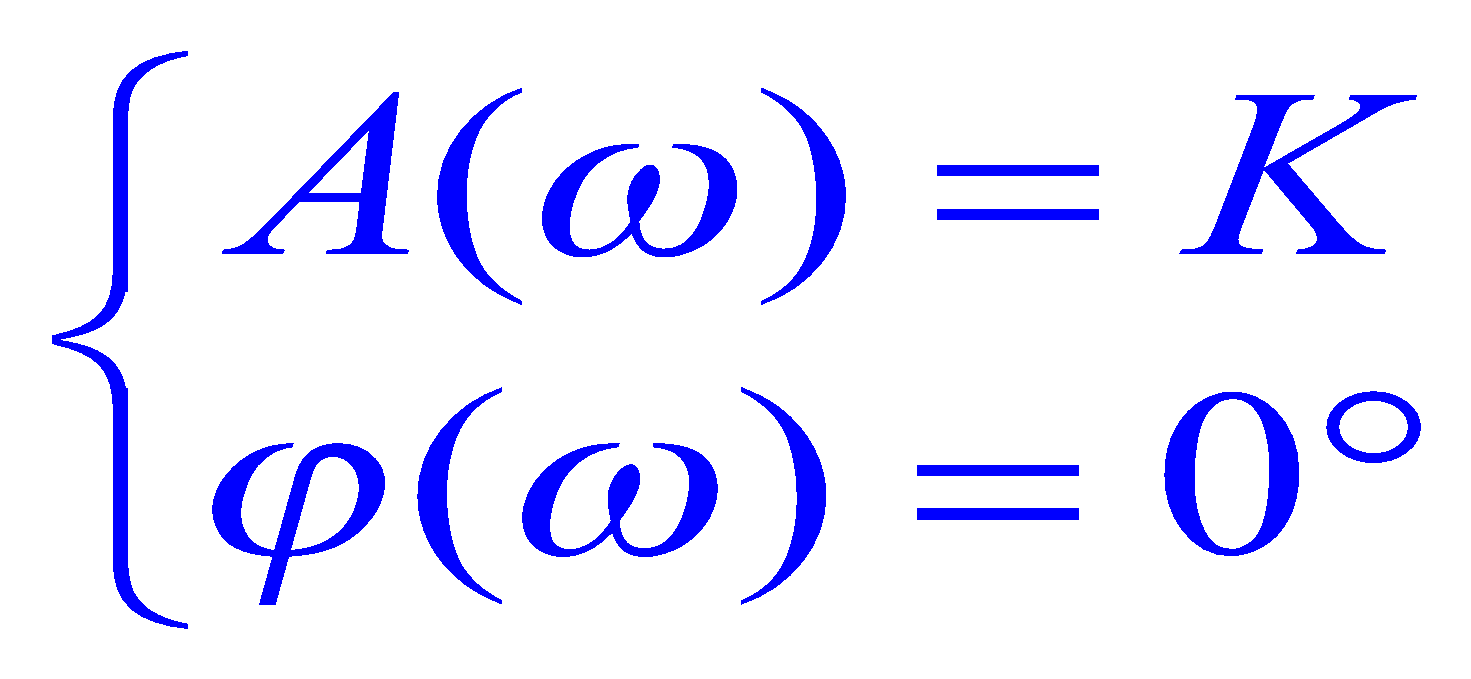 A(ω) = K
φ(ω) = 0°